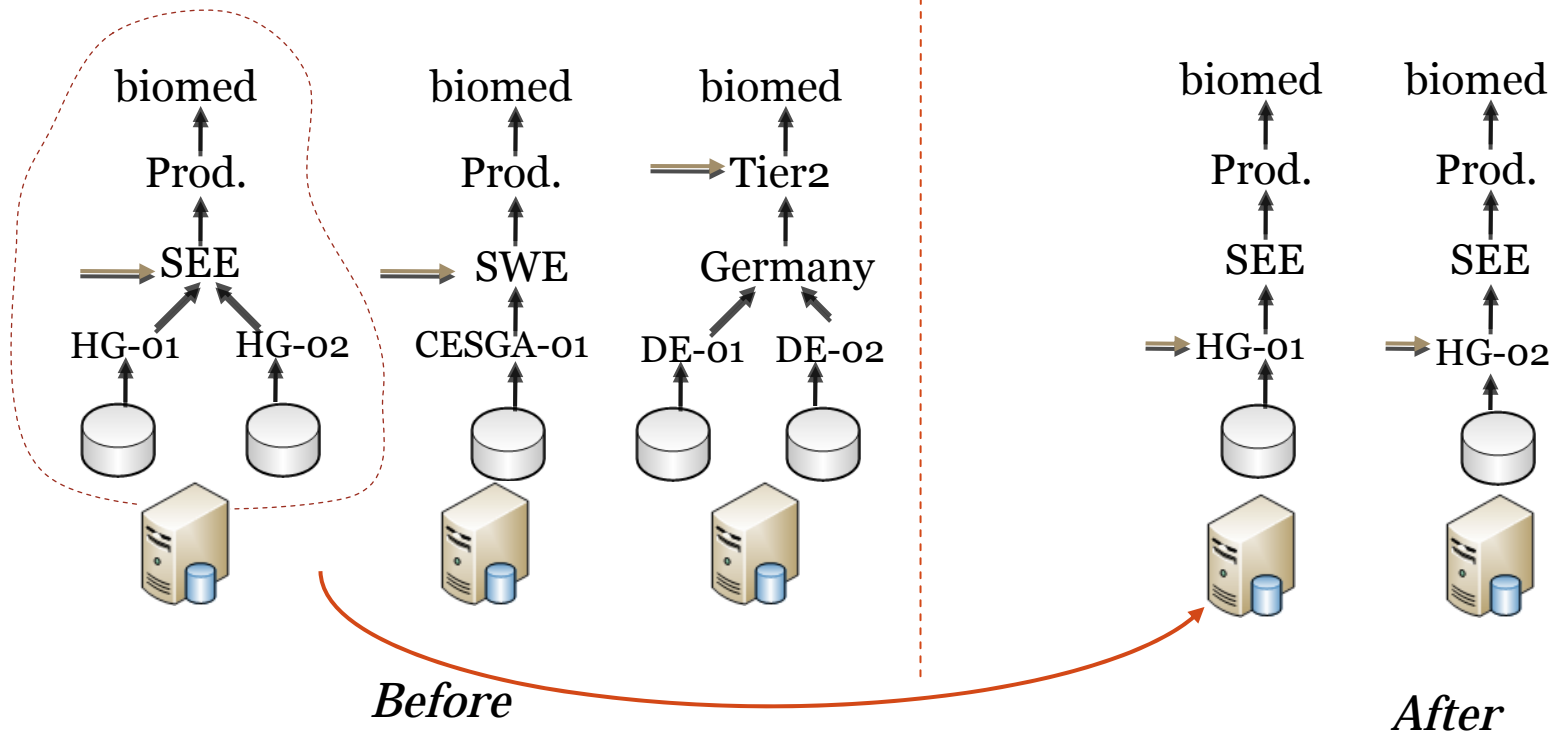 biomed
Prod.
SEE
HG-01 HG-02
biomed
Prod.
SWE
CESGA-01
biomed
Tier2
Germany
DE-01 DE-02
Before
biomed
Prod.
SEE
HG-01
biomed
Prod.
SEE
HG-02
After